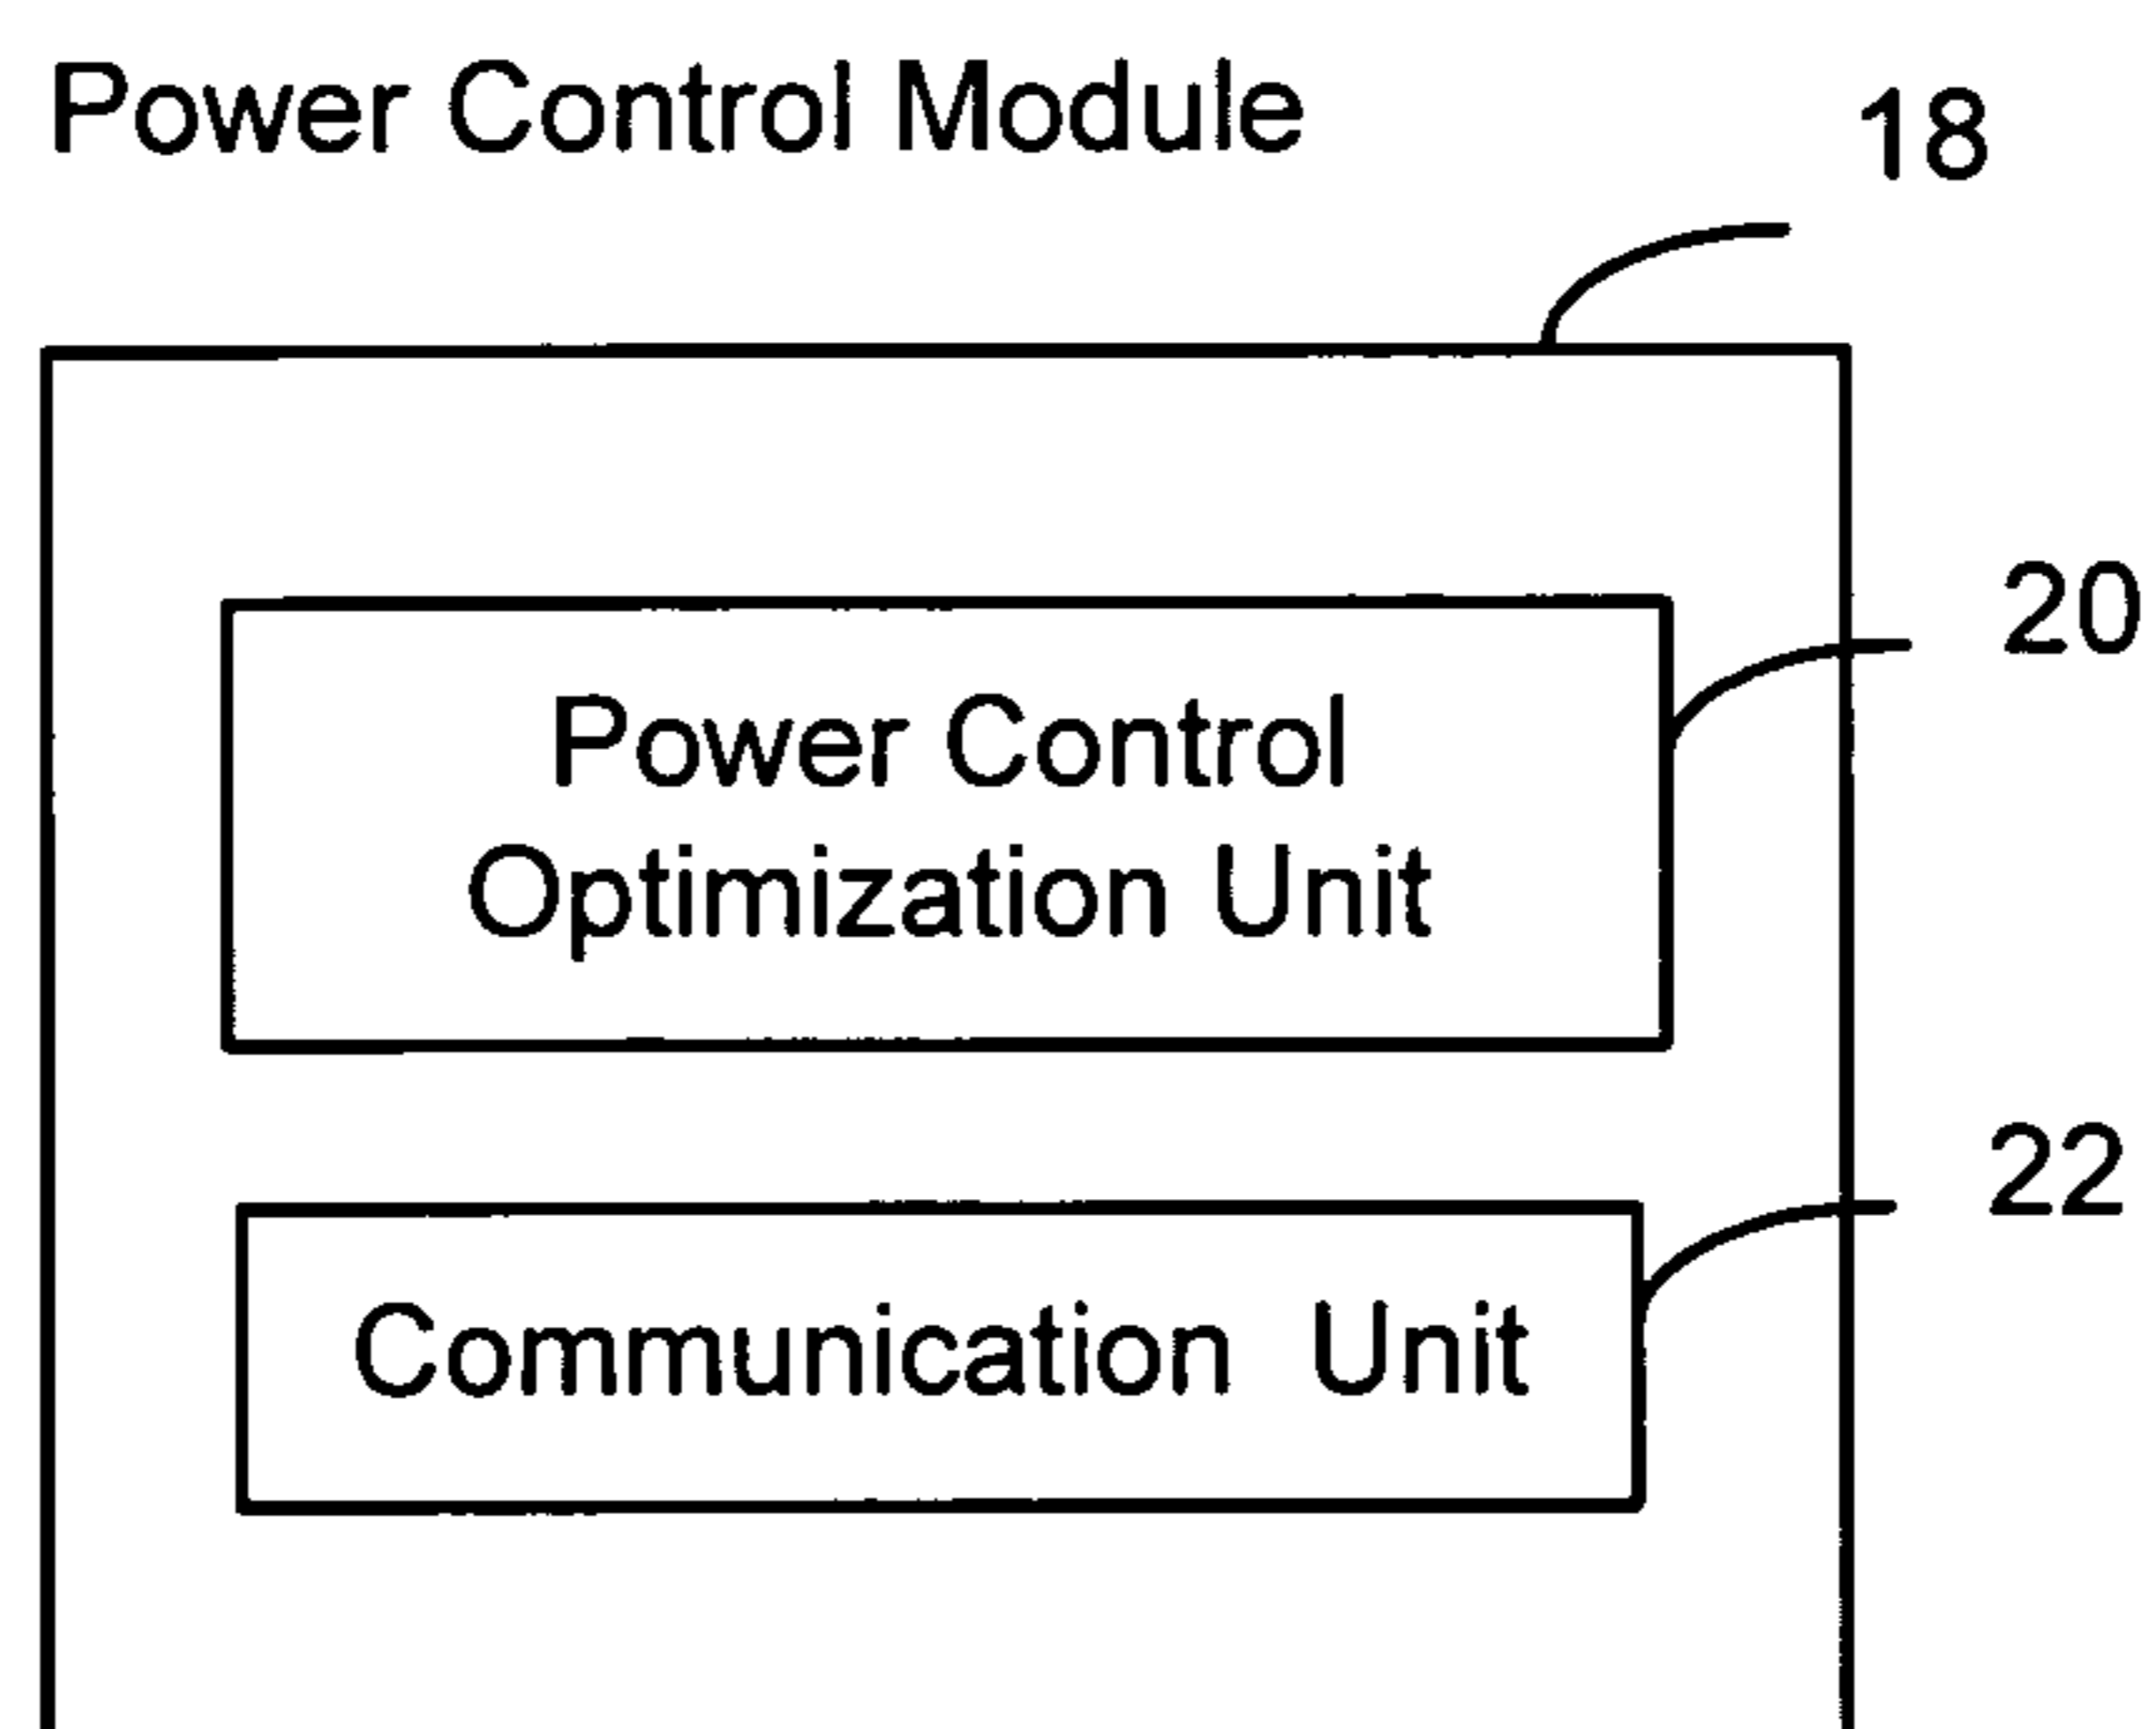 Power Control Module
18
20
Power Control
Optimization Unit
22
Communication Unit